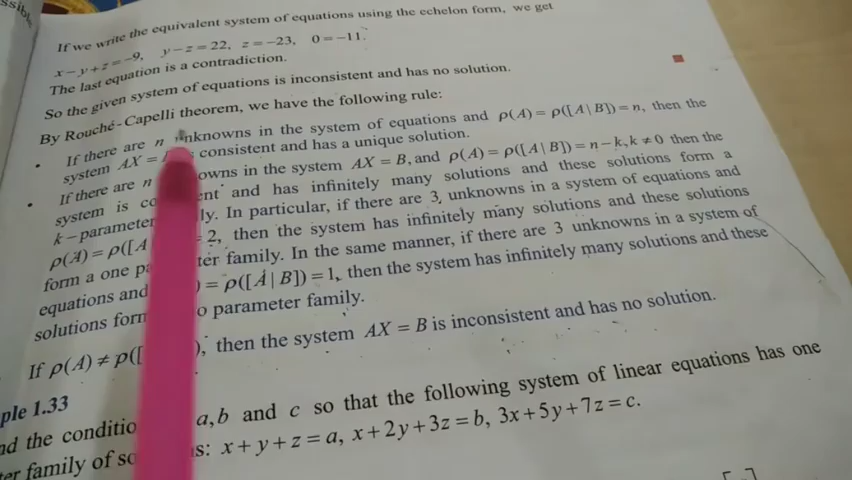 ssible
If we write the equivalent system of equations using the echelon form, we get
x − y + z = −9, y − z = 22, z = −23, 0 = −11.
The last equation is a contradiction.
So the given system of equations is inconsistent and has no solution.
By Rouché-Capelli theorem, we have the following rule:
• If there are n unknowns in the system of equations and ρ(A) = ρ([A | B]) = n, then the
system AX = consistent and has a unique solution.
• If there are n owns in the system AX = B, and ρ(A) = ρ([A | B]) = n − k, k ≠ 0 then the
system is co ent and has infinitely many solutions and these solutions form a
k − parameter ly. In particular, if there are 3 unknowns in a system of equations and
ρ(A) = ρ([A = 2, then the system has infinitely many solutions and these solutions
form a one pa ter family. In the same manner, if there are 3 unknowns in a system of
equations and ) = ρ([A | B]) = 1, then the system has infinitely many solutions and these
solutions form o parameter family.
If ρ(A) ≠ ρ([ ), then the system AX = B is inconsistent and has no solution.
ple 1.33
nd the conditio a, b and c so that the following system of linear equations has one
ter family of so s: x + y + z = a, x + 2y + 3z = b, 3x + 5y + 7z = c.